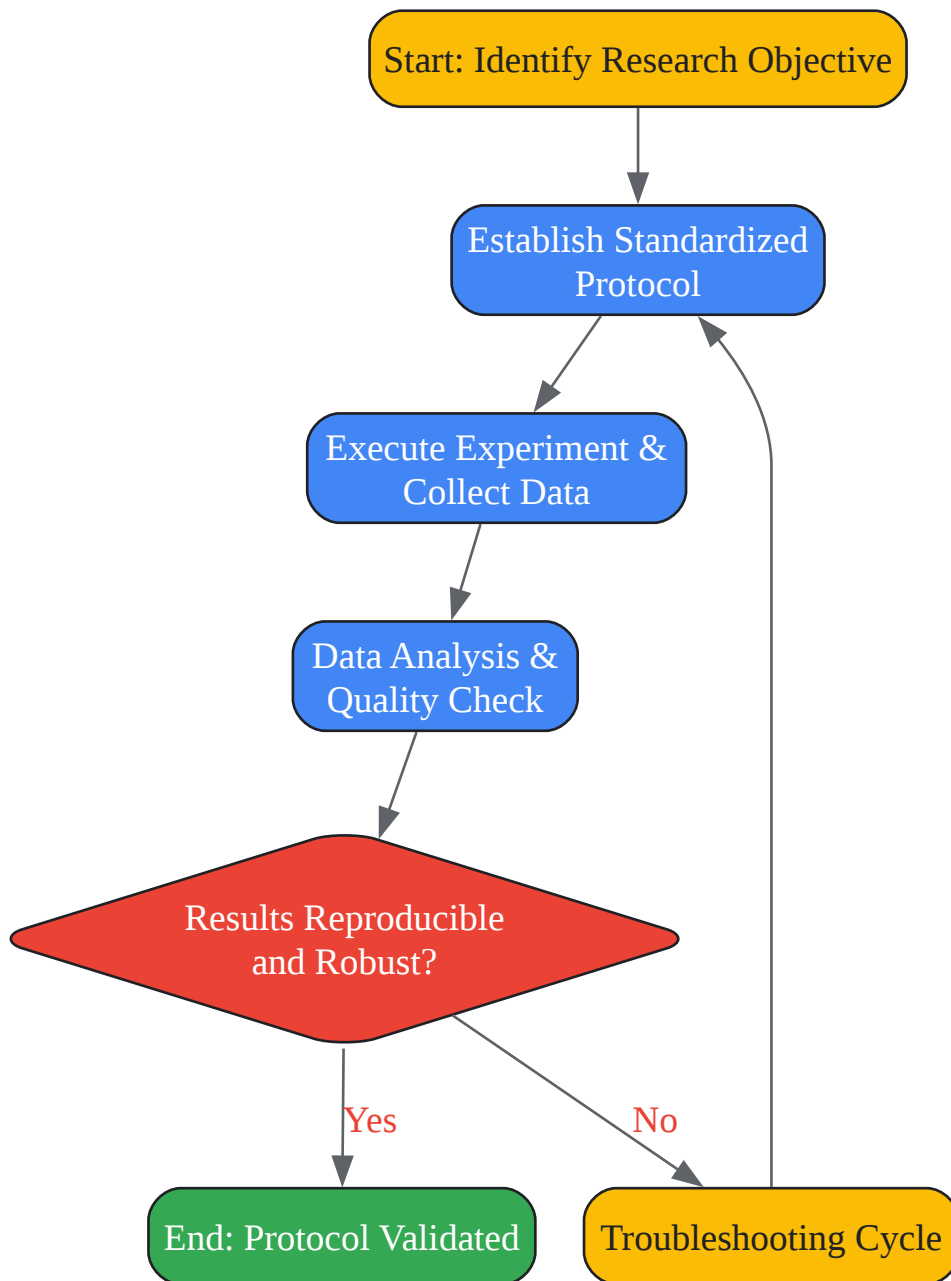 Start: Identify Research Objective
Establish Standardized
Protocol
Execute Experiment &
Collect Data
Data Analysis &
Quality Check
Results Reproducible
and Robust?
Yes
No
End: Protocol Validated
Troubleshooting Cycle